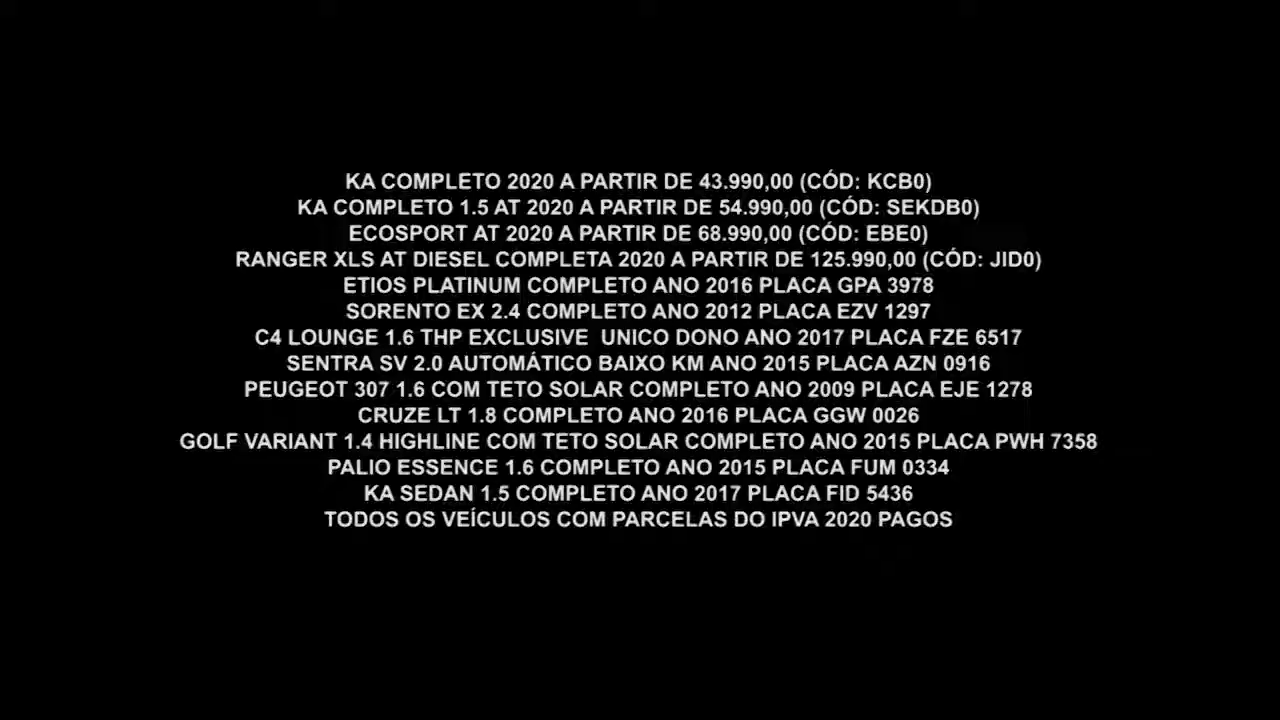 KA COMPLETO 2020 A PARTIR DE 43.990,00 (CÓD: KCB0)
KA COMPLETO 1.5 AT 2020 A PARTIR DE 54.990,00 (CÓD: SEKDB0)
ECOSPORT AT 2020 A PARTIR DE 68.990,00 (CÓD: EBE0)
RANGER XLS AT DIESEL COMPLETA 2020 A PARTIR DE 125.990,00 (CÓD: JID0)
ETIOS PLATINUM COMPLETO ANO 2016 PLACA GPA 3978
SORENTO EX 2.4 COMPLETO ANO 2012 PLACA EZV 1297
C4 LOUNGE 1.6 THP EXCLUSIVE  UNICO DONO ANO 2017 PLACA FZE 6517
SENTRA SV 2.0 AUTOMÁTICO BAIXO KM ANO 2015 PLACA AZN 0916
PEUGEOT 307 1.6 COM TETO SOLAR COMPLETO ANO 2009 PLACA EJE 1278
CRUZE LT 1.8 COMPLETO ANO 2016 PLACA GGW 0026
GOLF VARIANT 1.4 HIGHLINE COM TETO SOLAR COMPLETO ANO 2015 PLACA PWH 7358
PALIO ESSENCE 1.6 COMPLETO ANO 2015 PLACA FUM 0334
KA SEDAN 1.5 COMPLETO ANO 2017 PLACA FID 5436
TODOS OS VEÍCULOS COM PARCELAS DO IPVA 2020 PAGOS